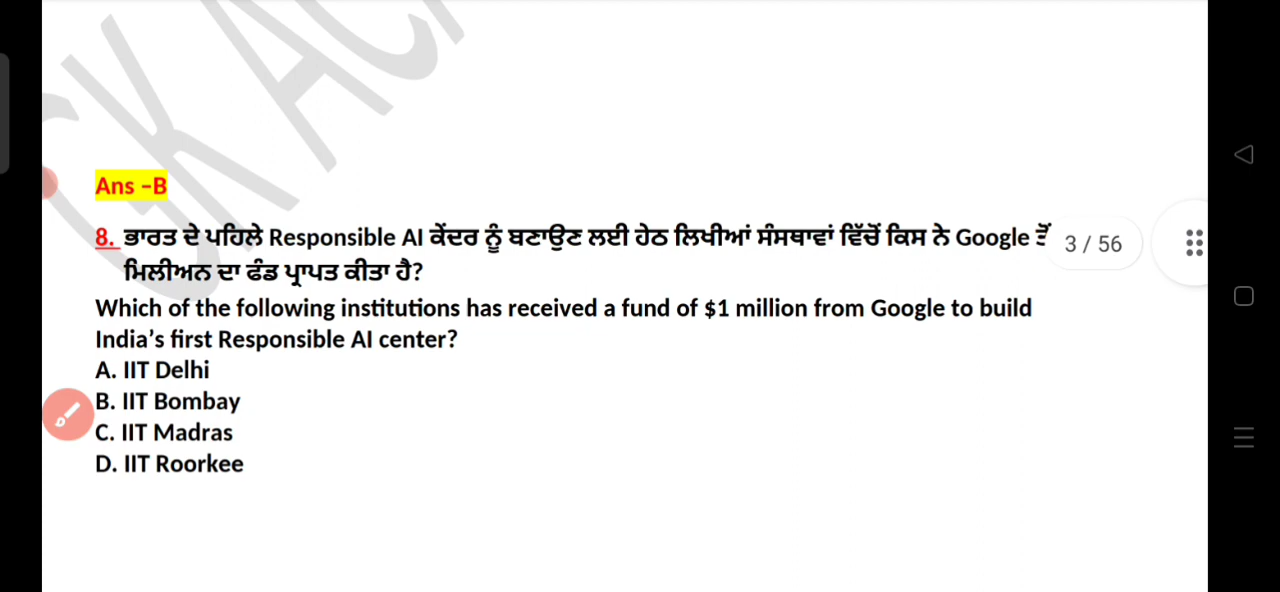 GK ACA
Ans –B
8. ਭਾਰਤ ਦੇ ਪਹਿਲੇ Responsible AI ਕੇਂਦਰ ਨੂੰ ਬਣਾਉਣ ਲਈ ਹੇਠ ਲਿਖੀਆਂ ਸੰਸਥਾਵਾਂ ਵਿੱਚੋਂ ਕਿਸ ਨੇ Google ਤੋਂ
3 / 56
ਮਿਲੀਅਨ ਦਾ ਫੰਡ ਪ੍ਰਾਪਤ ਕੀਤਾ ਹੈ?
Which of the following institutions has received a fund of $1 million from Google to build
India’s first Responsible AI center?
A. IIT Delhi
B. IIT Bombay
C. IIT Madras
D. IIT Roorkee